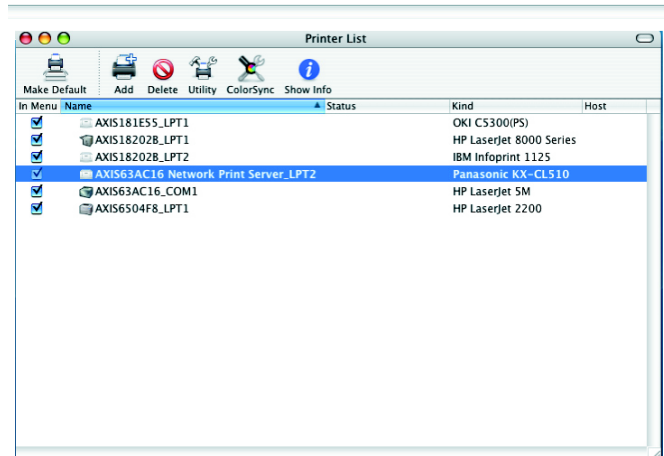 Printer List
Make Default Add Delete Utility ColorSync Show Info
In Menu Name Status Kind Host
AXIS181E55_LPT1 OKI C5300(PS)
AXIS18202B_LPT1 HP LaserJet 8000 Series
AXIS18202B_LPT2 IBM Infoprint 1125
AXIS63AC16 Network Print Server_LPT2 Panasonic KX-CL510
AXIS63AC16_COM1 HP LaserJet 5M
AXIS6504F8_LPT1 HP LaserJet 2200